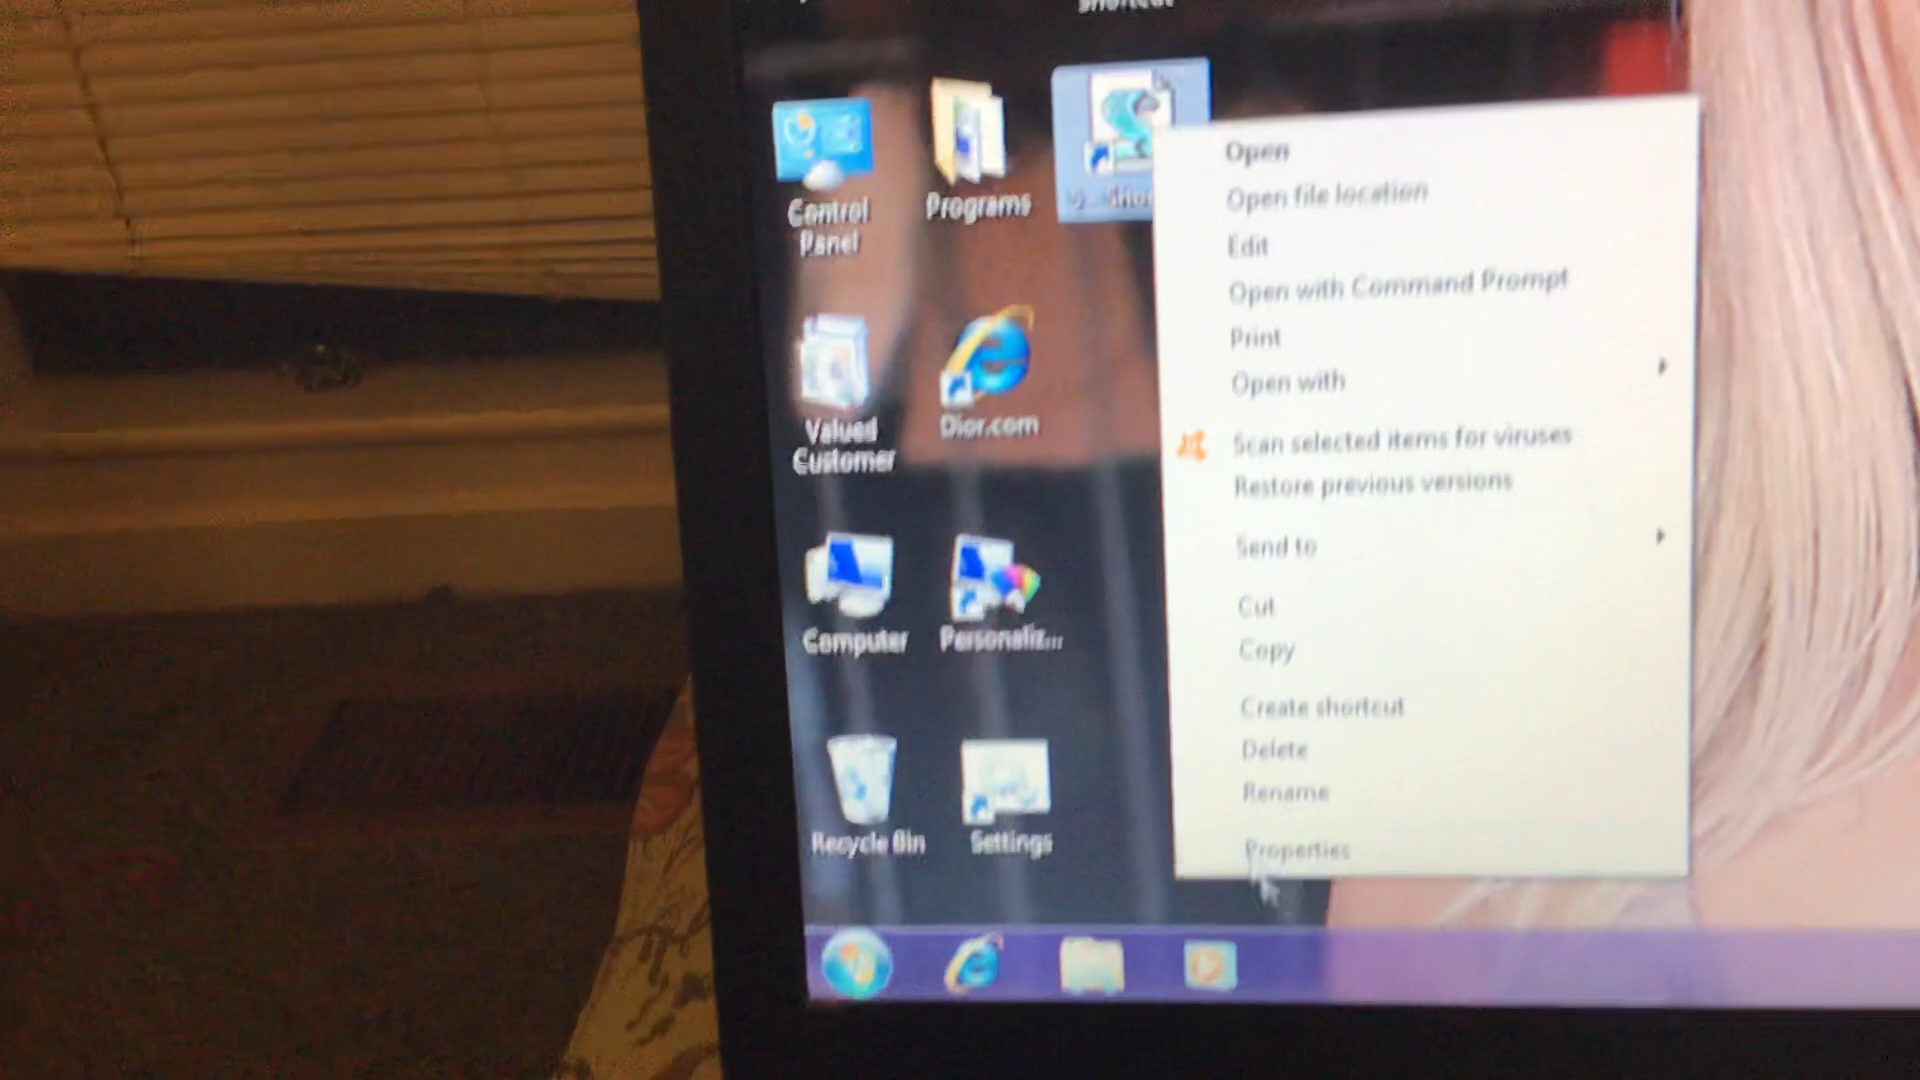 shortcut
Control
Panel
Programs
Valued
Customer
Dior.com
Computer
Personaliz...
Recycle Bin
Settings
Open
Open file location
Edit
Open with Command Prompt
Print
Open with
Scan selected items for viruses
Restore previous versions
Send to
Cut
Copy
Create shortcut
Delete
Rename
Properties